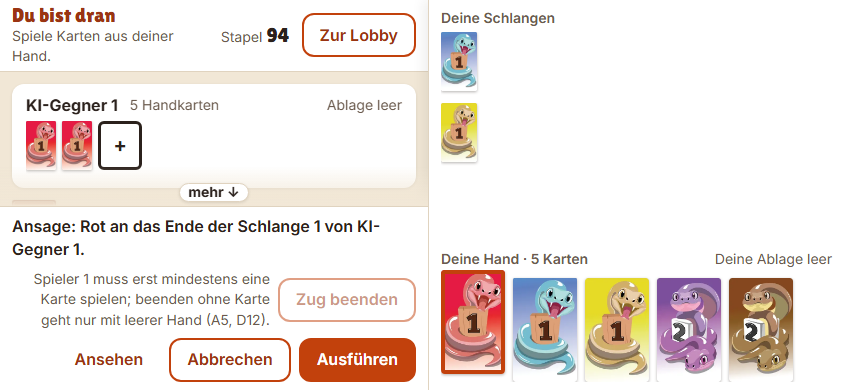 Du bist dran
Spiele Karten aus deiner
Hand.
Stapel 94
Zur Lobby
KI-Gegner 1 5 Handkarten Ablage leer
1 1 +
mehr ↓
Ansage: Rot an das Ende der Schlange 1 von KI-
Gegner 1.
Spieler 1 muss erst mindestens eine
Karte spielen; beenden ohne Karte
geht nur mit leerer Hand (A5, D12).
Zug beenden
Ansehen Abbrechen Ausführen
Deine Schlangen
1
1
Deine Hand · 5 Karten Deine Ablage leer
1 1 1 2 2